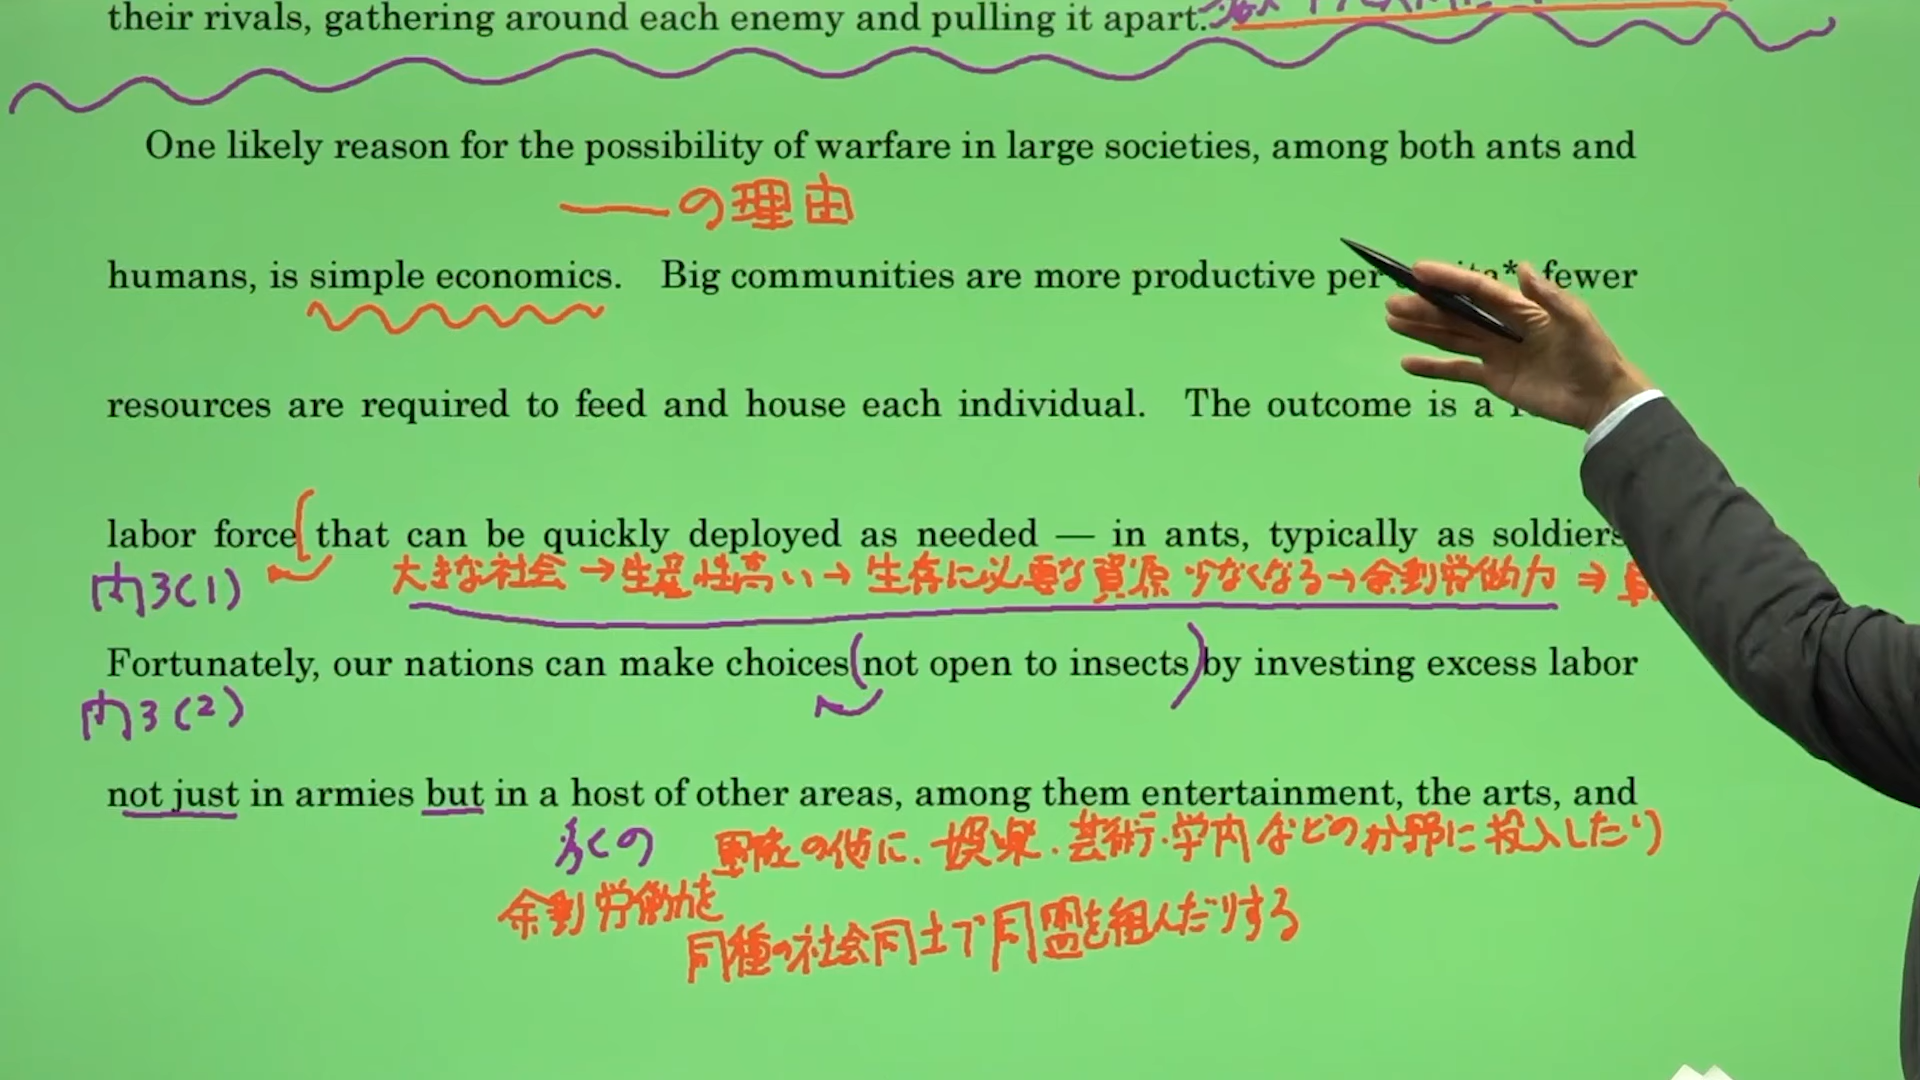 their rivals, gathering around each enemy and pulling it apart.
One likely reason for the possibility of warfare in large societies, among both ants and
の理由
humans, is simple economics. Big communities are more productive per fewer
resources are required to feed and house each individual. The outcome is a
labor force that can be quickly deployed as needed — in ants, typically as soldiers
内3(1) 大きな社会→生産性高い→生存に必要な資源少なくなる→余剰労働力⇒
Fortunately, our nations can make choices (not open to insects) by investing excess labor
内3(2)
not just in armies but in a host of other areas, among them entertainment, the arts, and
多くの 軍隊の他に、娯楽・芸術・学内などの分野に投入したり
余剰労働力を
同種の社会同士で同盟を組んだりする